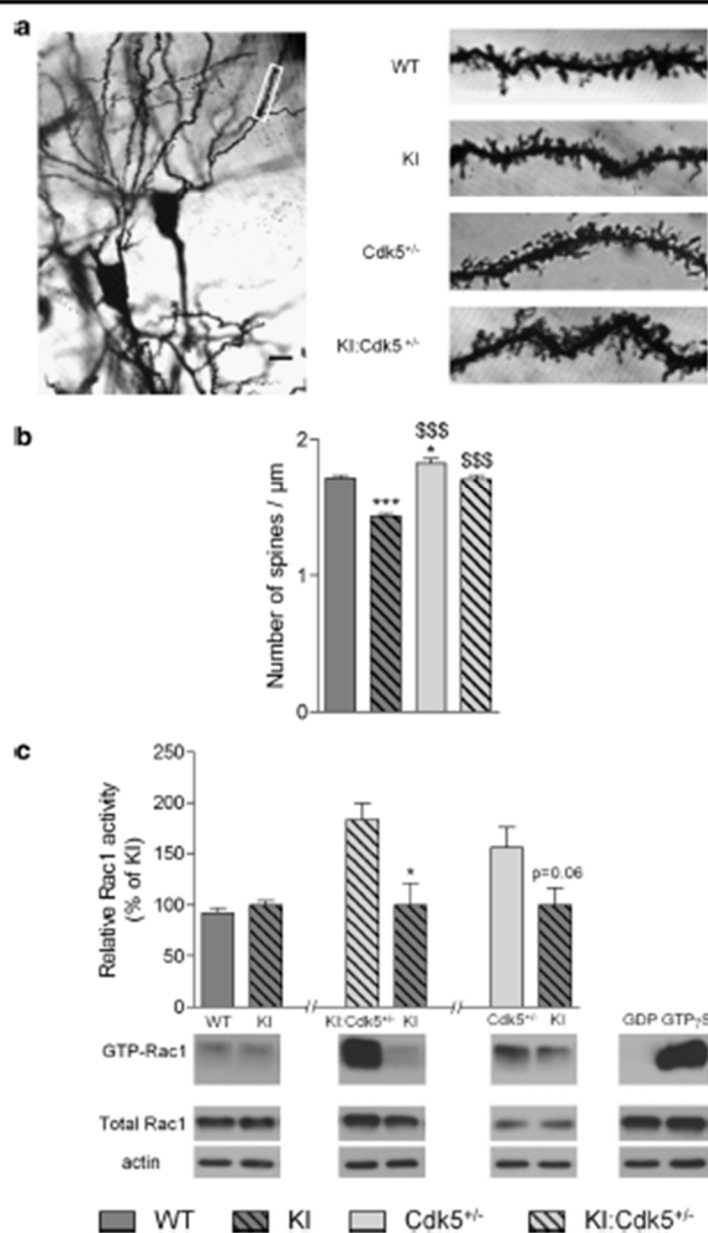 a
WT
KI
Cdk5+/-
KI:Cdk5 +/-
b
Number of spines / µm
2
1
0
***
$$$
*
$$$
c
Relative Rac1 activity
(% of KI)
250
200
150
100
50
0
*
p=0.06
WT KI KI:Cdk5+/- KI Cdk5+/- KI GDP GTPγS
GTP-Rac1
Total Rac1
actin
WT KI Cdk5+/- KI:Cdk5+/-